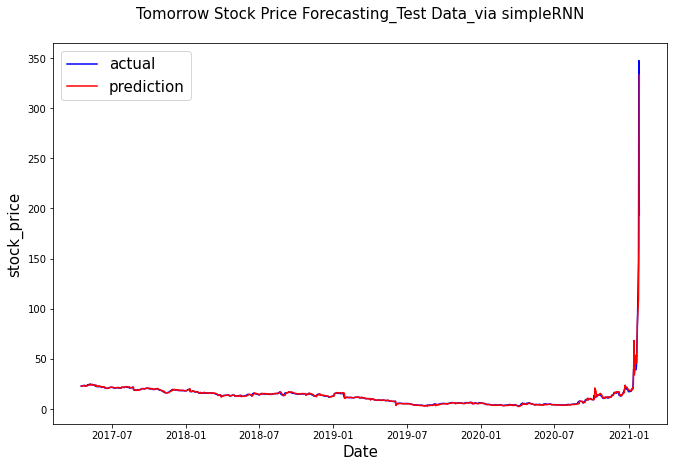 Tomorrow Stock Price Forecasting_Test Data_via simpleRNN
actual
prediction
350
300
250
200
150
100
50
0
stock_price
2017-07 2018-01 2018-07 2019-01 2019-07 2020-01 2020-07 2021-01
Date